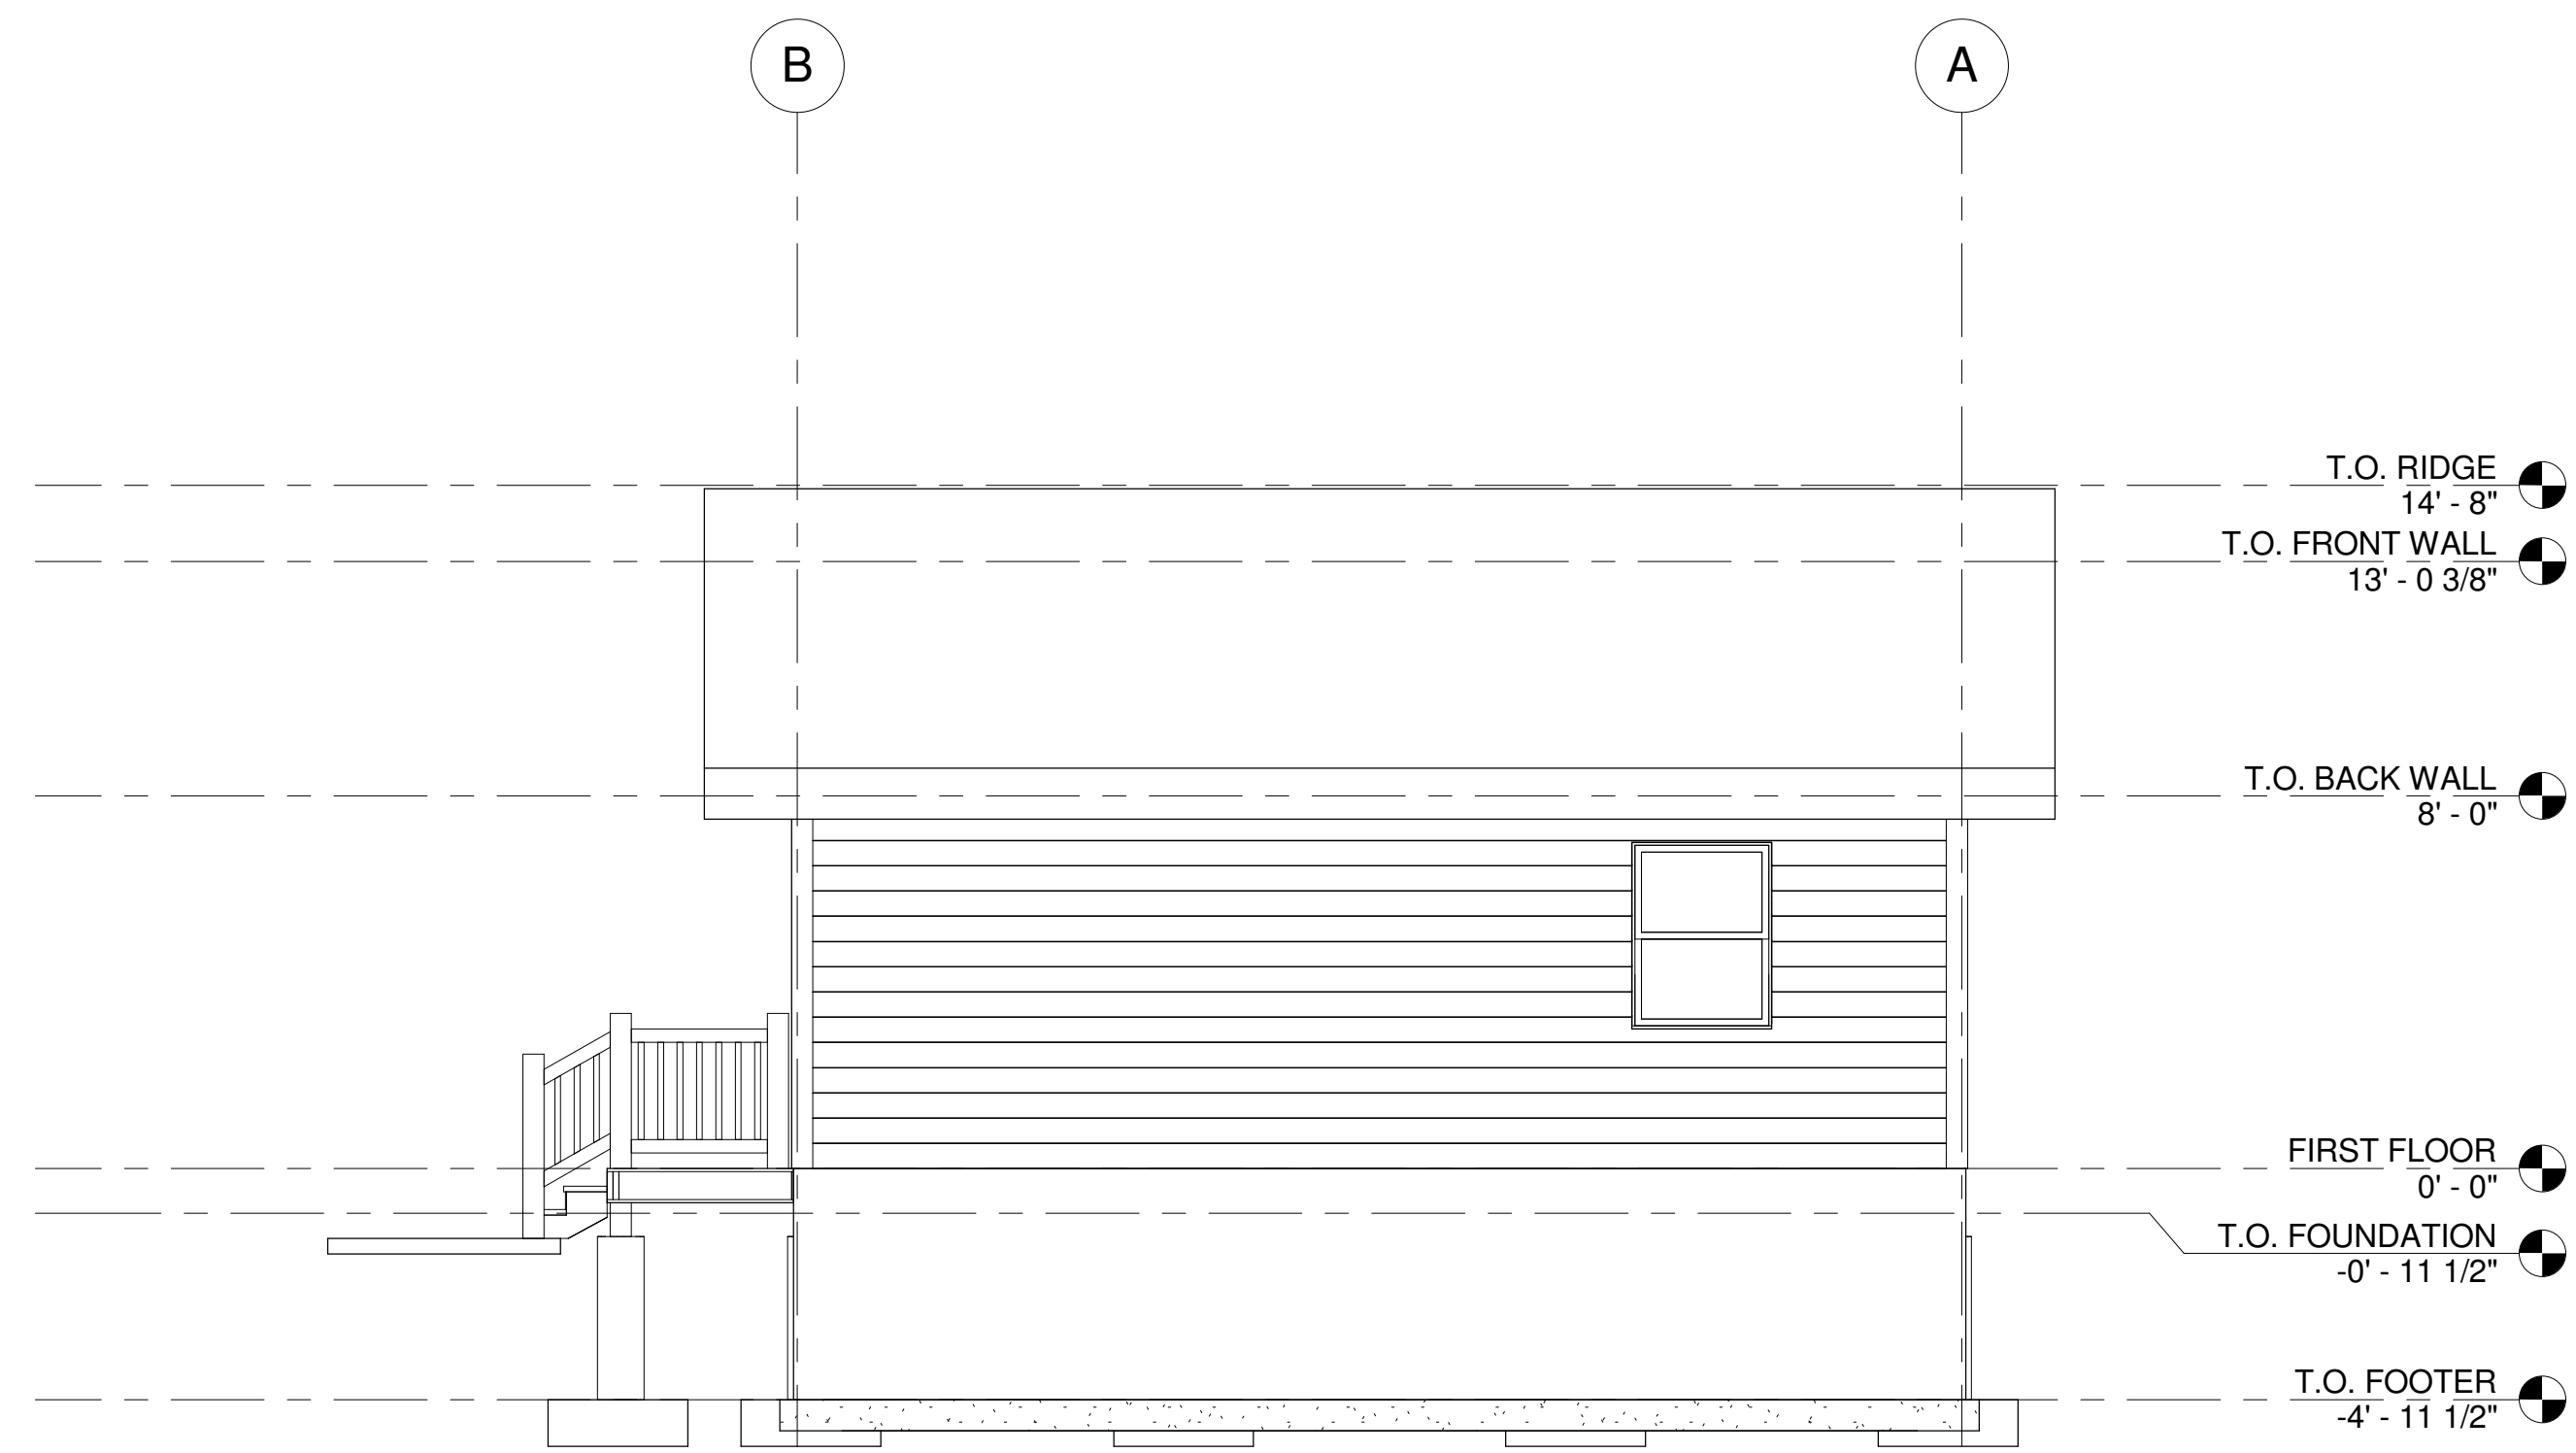 B
A
T.O. RIDGE
14' - 8"
T.O. FRONT WALL
13' - 0 3/8"
T.O. BACK WALL
8' - 0"
FIRST FLOOR
0' - 0"
T.O. FOUNDATION
-0' - 11 1/2"
T.O. FOOTER
-4' - 11 1/2"